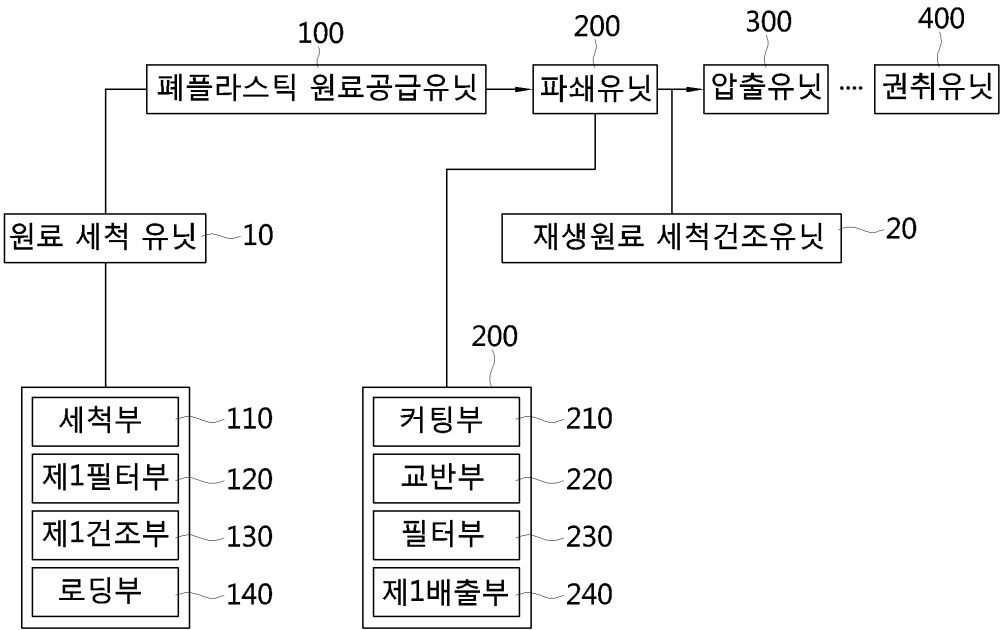 100
200
300
400
폐플라스틱 원료공급유닛
파쇄유닛
압출유닛
권취유닛
원료 세척 유닛
10
재생원료 세척건조유닛
20
200
세척부
110
커팅부
210
제1필터부
120
교반부
220
제1건조부
130
필터부
230
로딩부
140
제1배출부
240